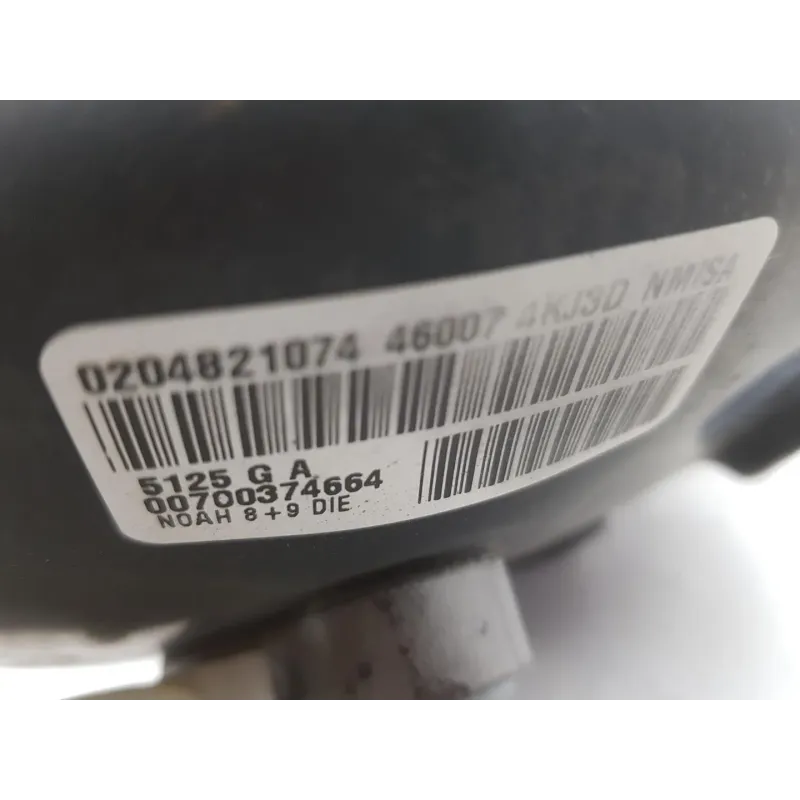 0204821074 46007 4KJ3D NMISA
5125 G A
00700374664
NOAH 8+9 DIE